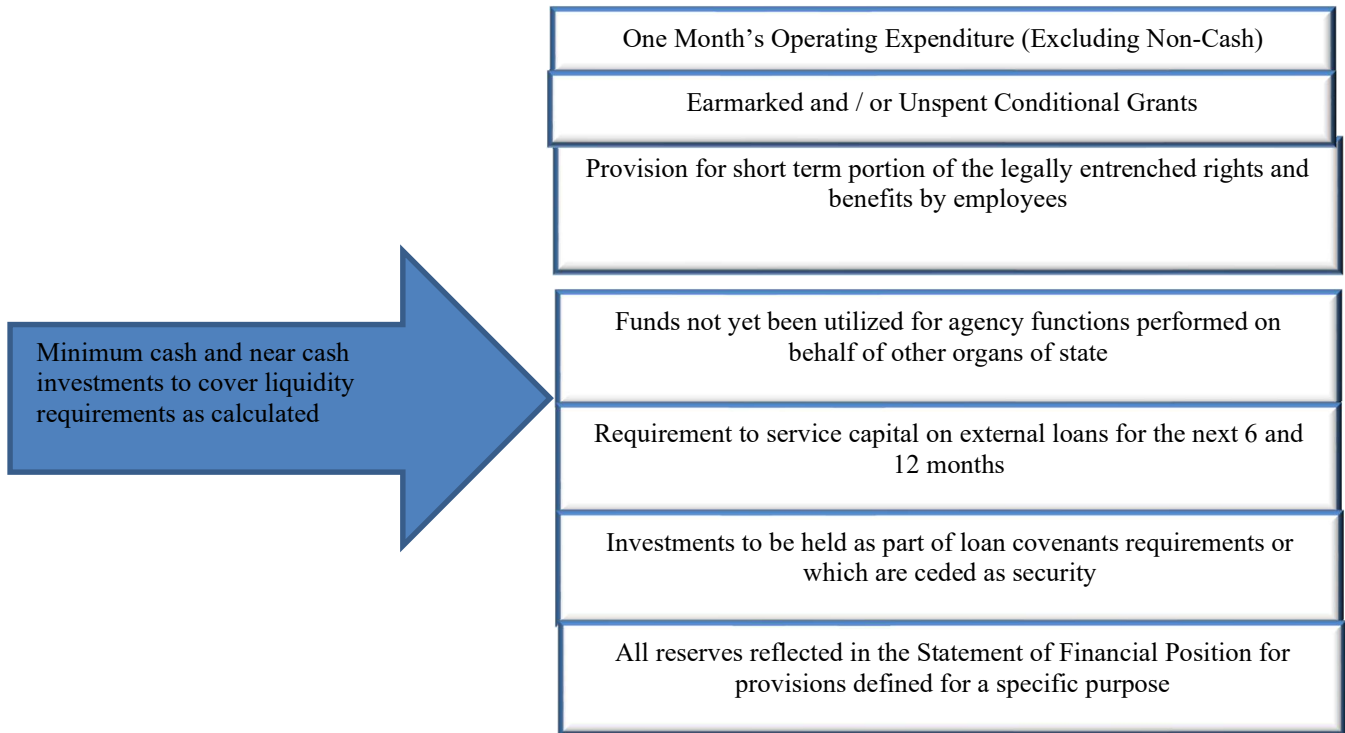 One Month's Operating Expenditure (Excluding Non-Cash)
Earmarked and / or Unspent Conditional Grants
Provision for short term portion of the legally entrenched rights and
benefits by employees
Minimum cash and near cash
investments to cover liquidity
requirements as calculated
Funds not yet been utilized for agency functions performed on
behalf of other organs of state
Requirement to service capital on external loans for the next 6 and
12 months
Investments to be held as part of loan covenants requirements or
which are ceded as security
All reserves reflected in the Statement of Financial Position for
provisions defined for a specific purpose